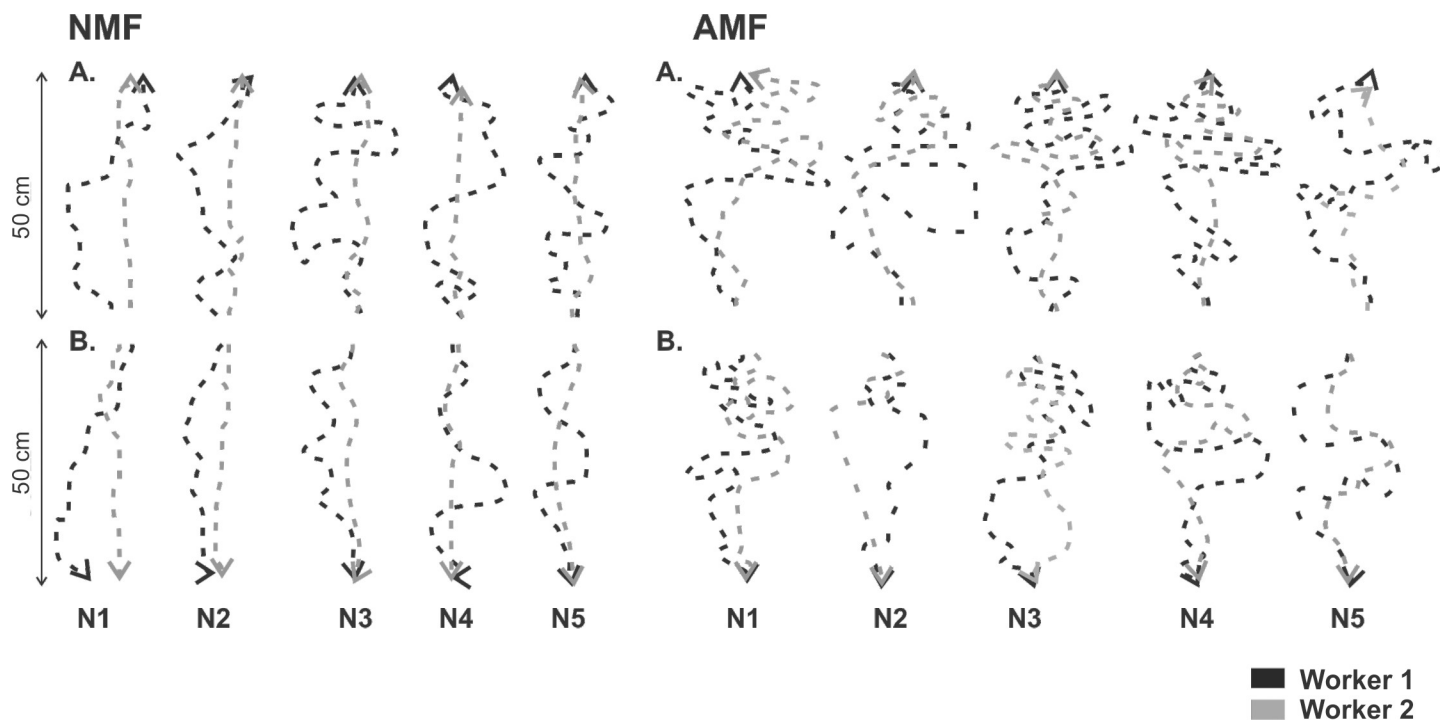 NMF
AMF
A.
A.
50 cm
B.
B.
50 cm
N1 N2 N3 N4 N5
N1 N2 N3 N4 N5
Worker 1
Worker 2